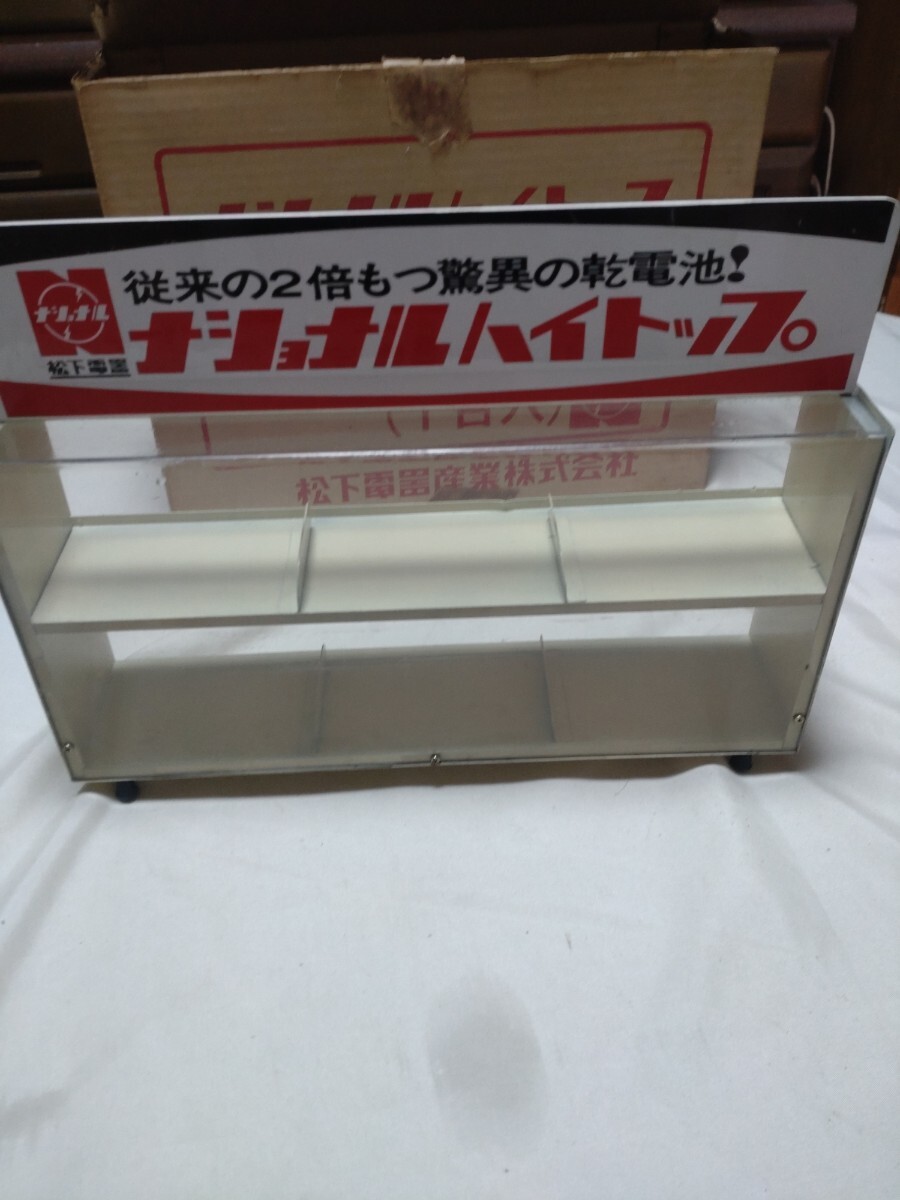 従来の2倍もつ驚異の乾電池!
ナショナル
松下電器
ナショナルハイトップ。
松下電器産業株式会社